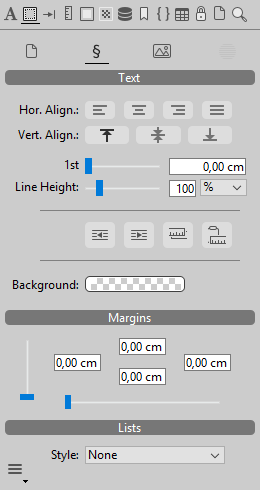 A
§
Text
Hor. Align.:
Vert. Align.:
1st 0,00 cm
Line Height: 100 %
Background:
Margins
0,00 cm
0,00 cm 0,00 cm
0,00 cm
Lists
Style: None